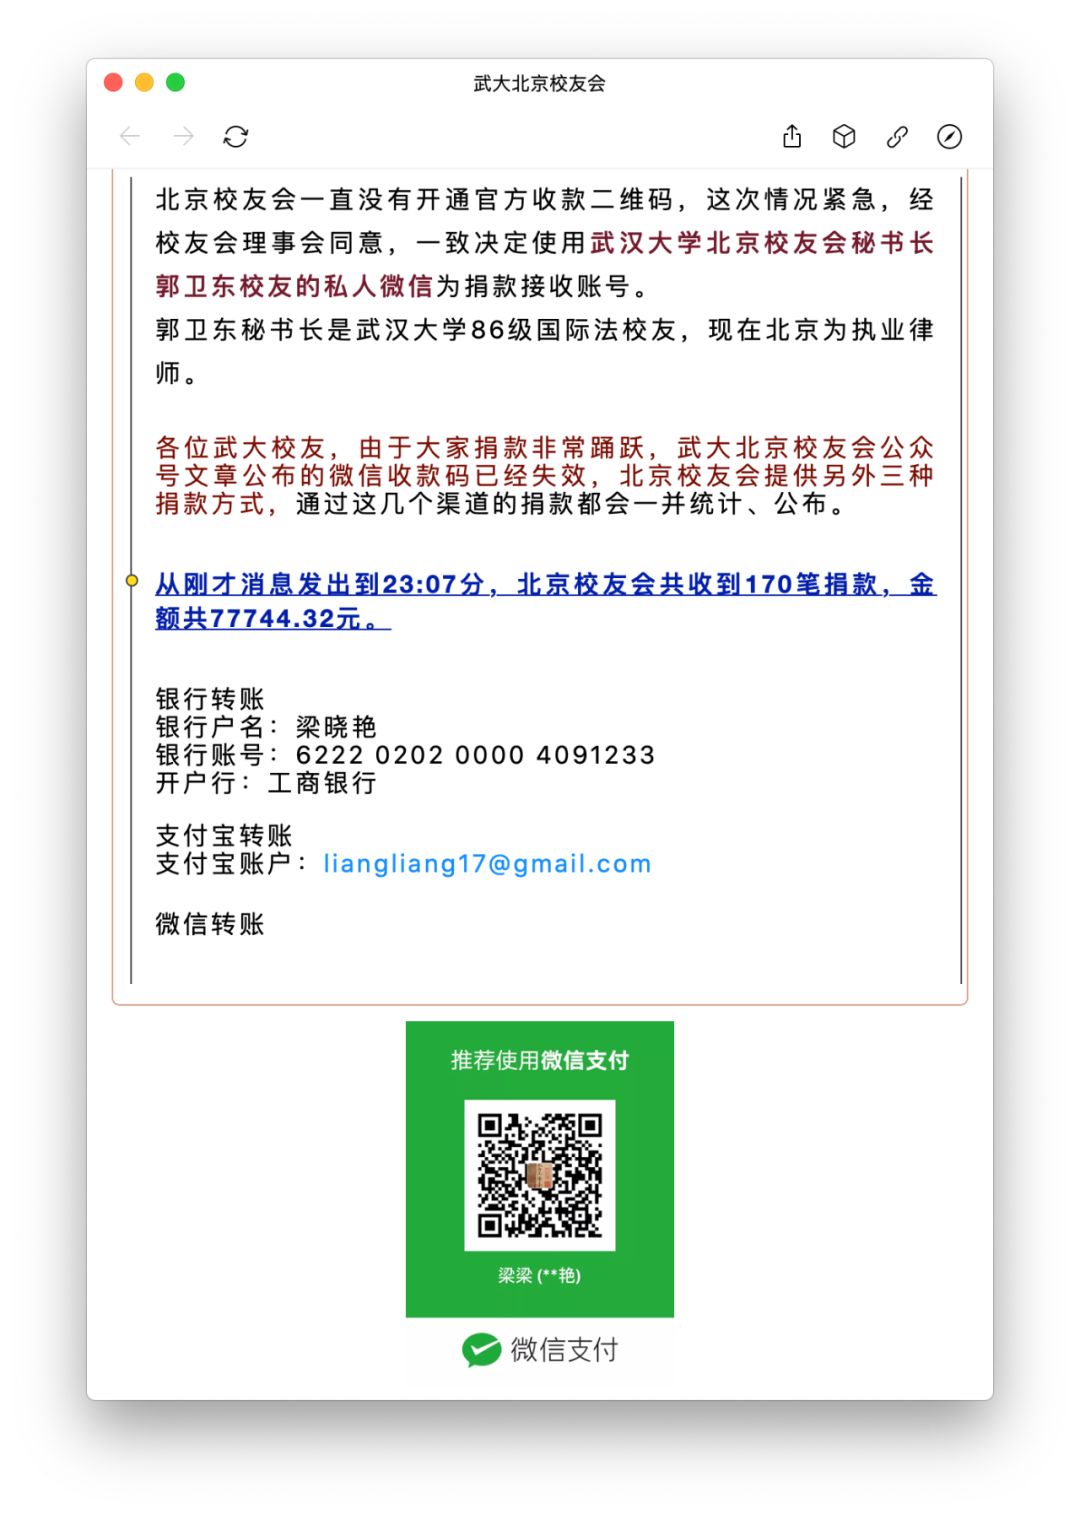 武大北京校友会
北京校友会一直没有开通官方收款二维码，这次情况紧急，经
校友会理事会同意，一致决定使用武汉大学北京校友会秘书长
郭卫东校友的私人微信为捐款接收账号。
郭卫东秘书长是武汉大学86级国际法校友，现在北京为执业律
师。
各位武大校友，由于大家捐款非常踊跃，武大北京校友会公众
号文章公布的微信收款码已经失效，北京校友会提供另外三种
捐款方式，通过这几个渠道的捐款都会一并统计、公布。
从刚才消息发出到23:07分，北京校友会共收到170笔捐款，金
额共77744.32元。
银行转账
银行户名：梁晓艳
银行账号：6222 0202 0000 4091233
开户行：工商银行
支付宝转账
支付宝账户：liangliang17@gmail.com
微信转账
推荐使用微信支付
梁梁 (**艳)
微信支付